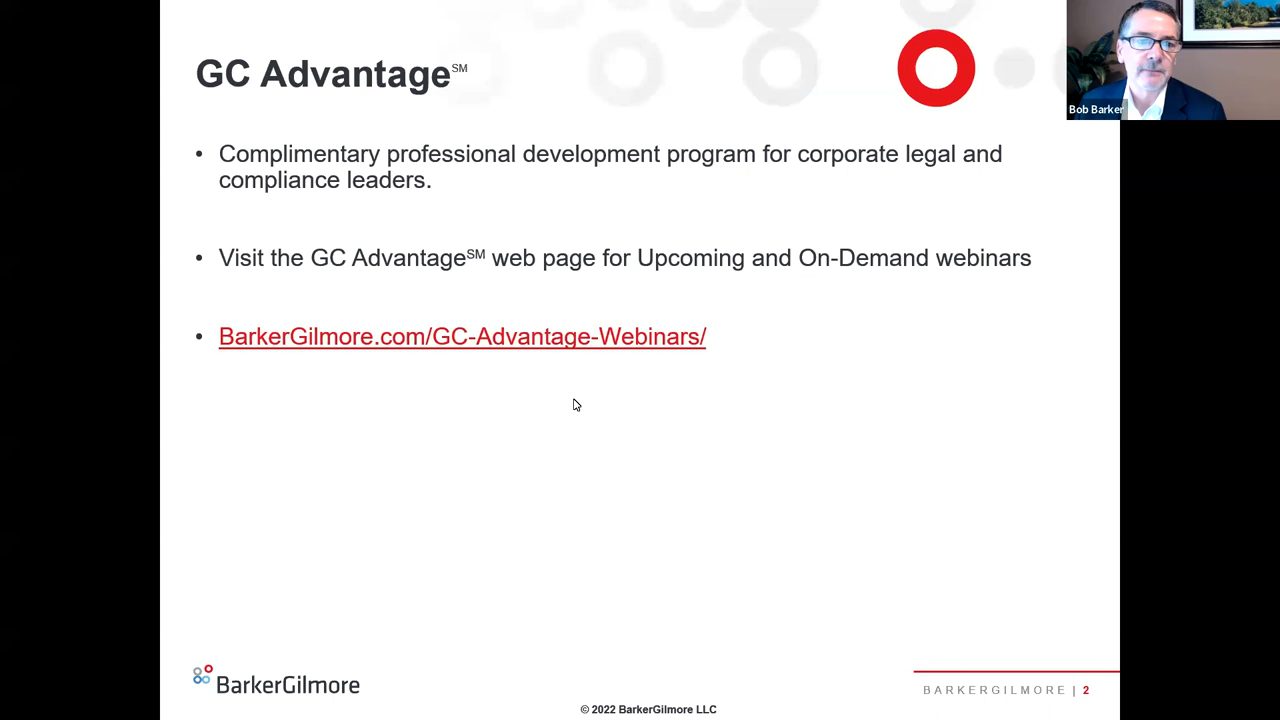 GC Advantage℠
Bob Barker
• Complimentary professional development program for corporate legal and
compliance leaders.
• Visit the GC Advantage℠ web page for Upcoming and On-Demand webinars
• BarkerGilmore.com/GC-Advantage-Webinars/
BarkerGilmore
BARKERGILMORE | 2
© 2022 BarkerGilmore LLC